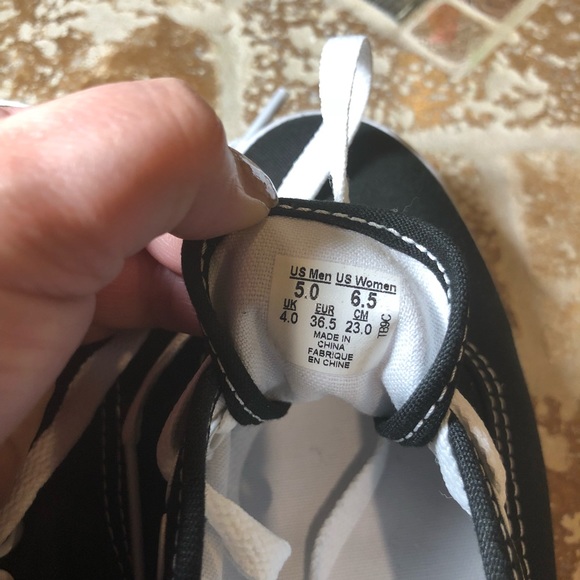 US Men US Women
5.0 6.5
UK EUR CM
4.0 36.5 23.0
MADE IN
CHINA
FABRIQUE
EN CHINE
TB9C